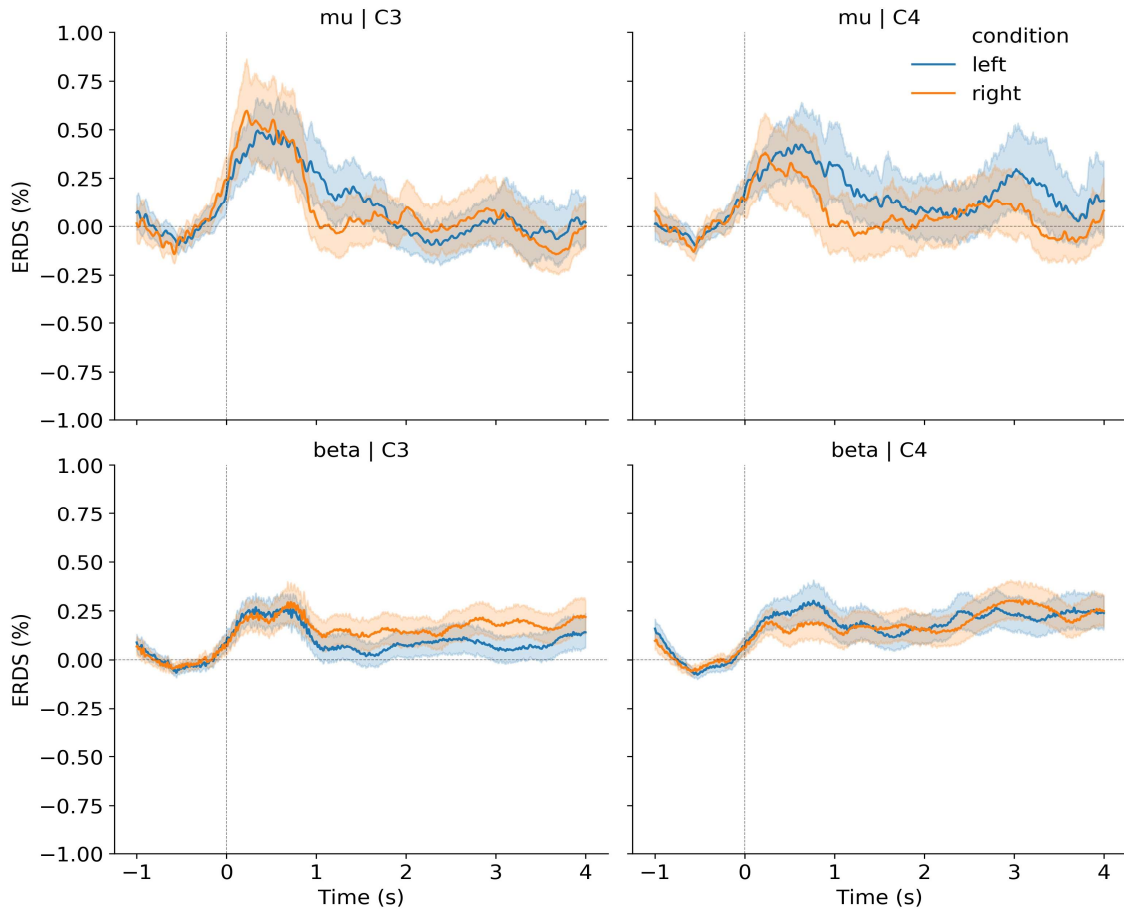 mu | C3
mu | C4
condition
left
right
1.00
0.75
0.50
0.25
0.00
−0.25
−0.50
−0.75
−1.00
ERDS (%)
beta | C3
beta | C4
1.00
0.75
0.50
0.25
0.00
−0.25
−0.50
−0.75
−1.00
ERDS (%)
−1 0 1 2 3 4
−1 0 1 2 3 4
Time (s)
Time (s)